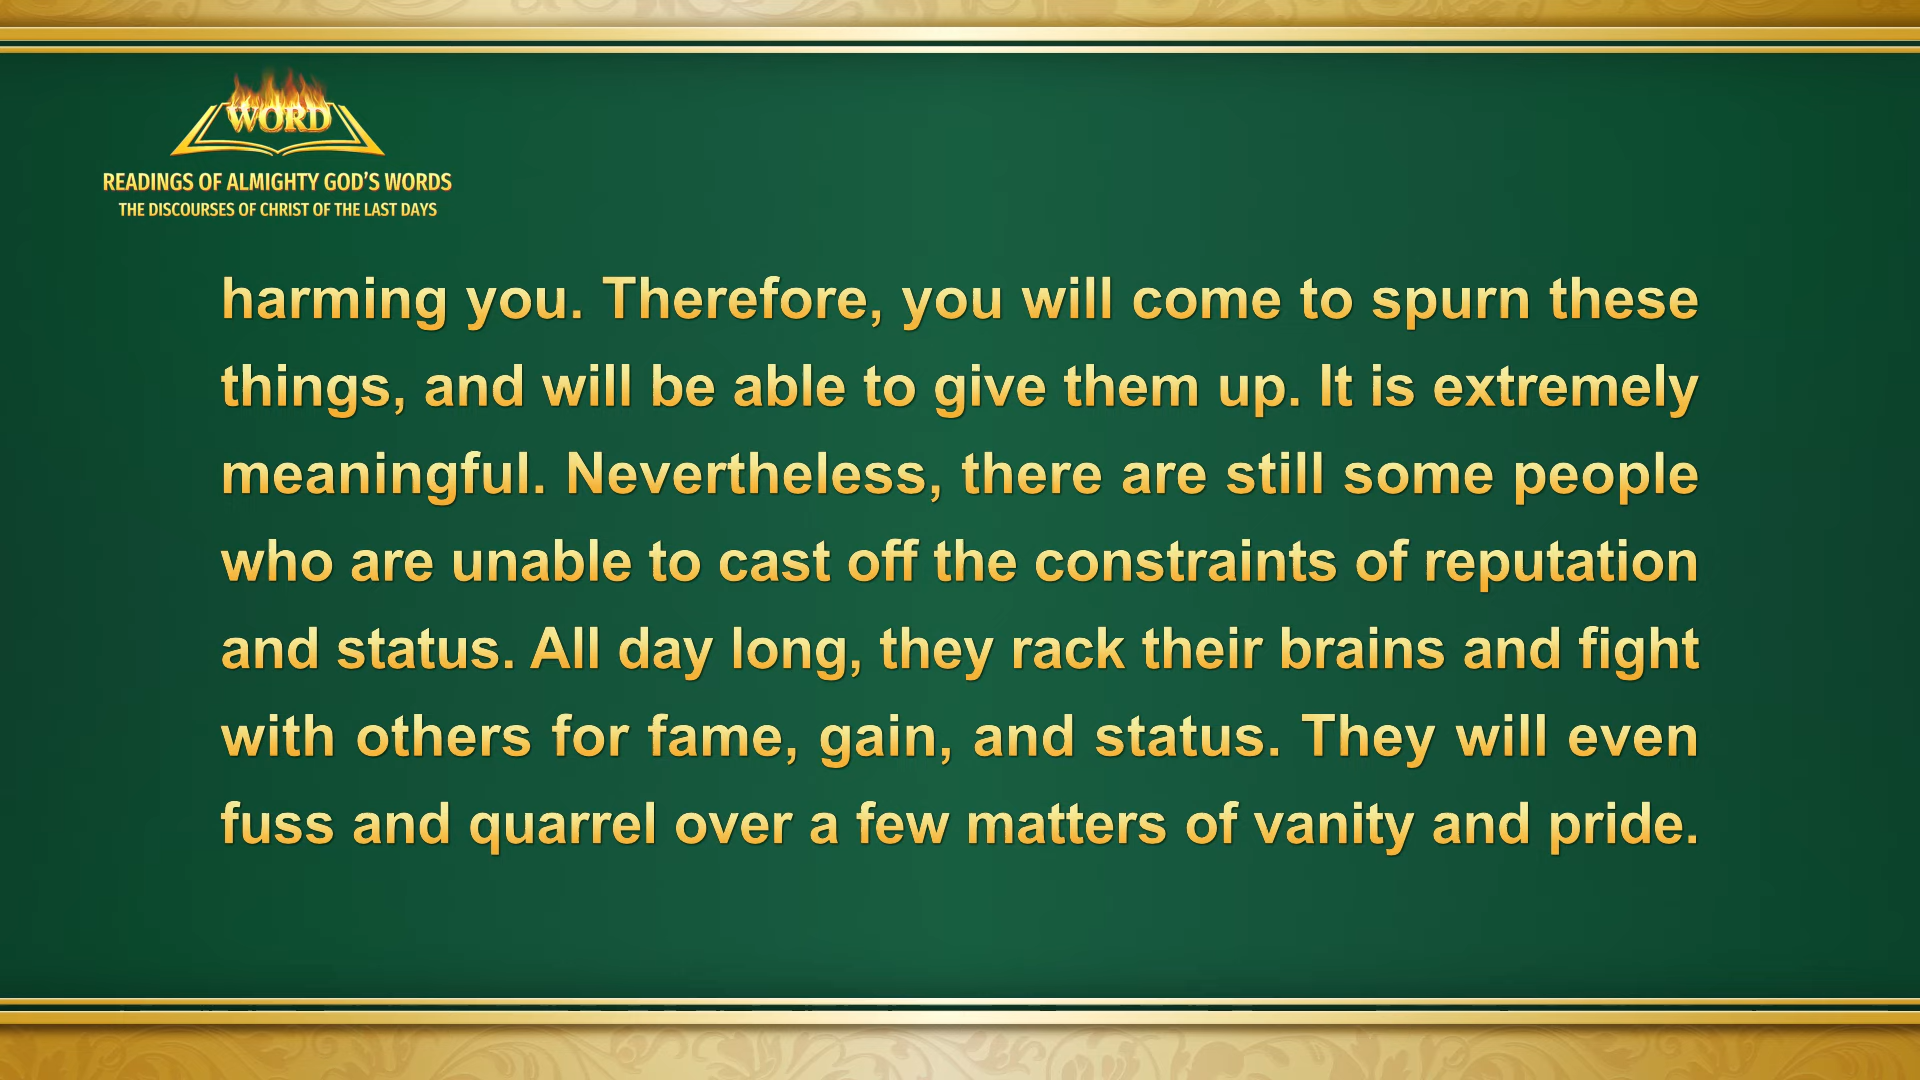 WORD
READINGS OF ALMIGHTY GOD'S WORDS
THE DISCOURSES OF CHRIST OF THE LAST DAYS
harming you. Therefore, you will come to spurn these
things, and will be able to give them up. It is extremely
meaningful. Nevertheless, there are still some people
who are unable to cast off the constraints of reputation
and status. All day long, they rack their brains and fight
with others for fame, gain, and status. They will even
fuss and quarrel over a few matters of vanity and pride.